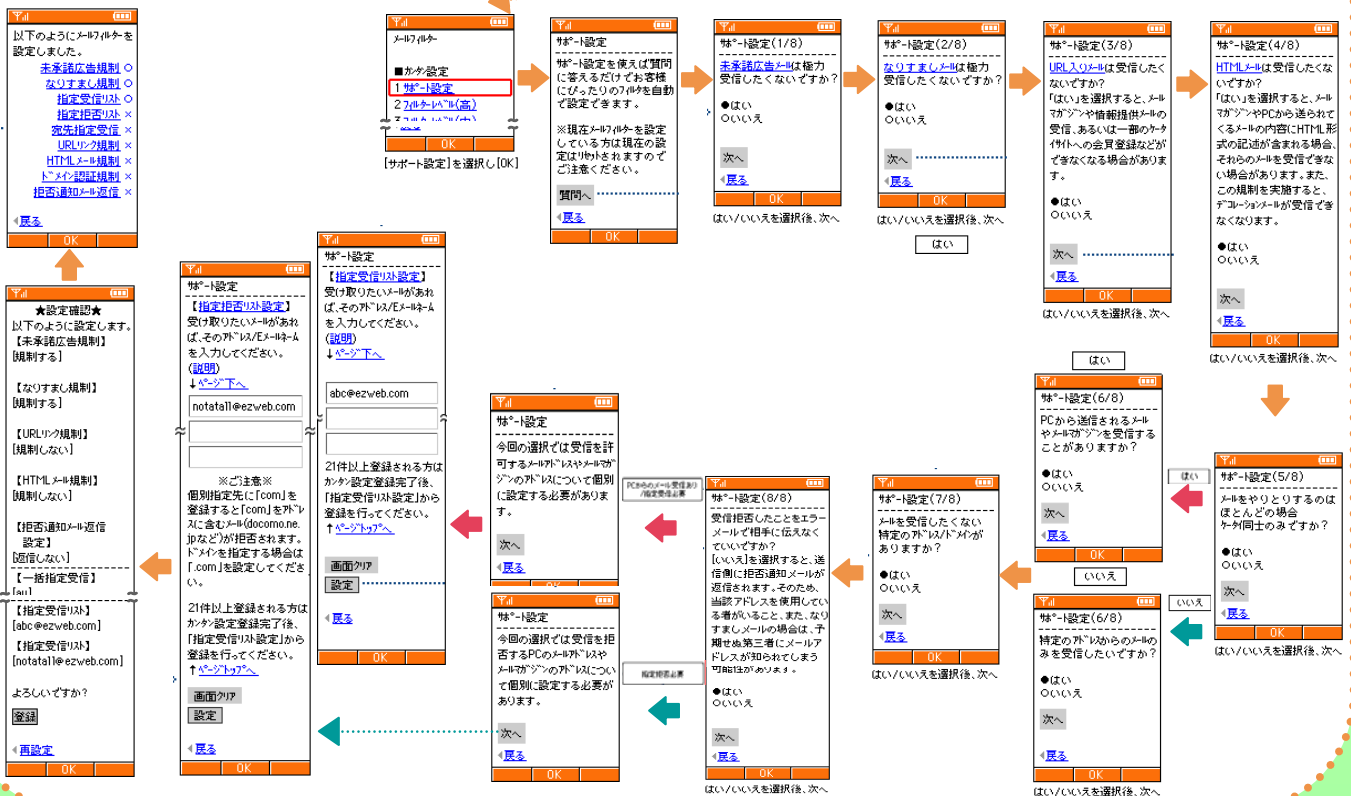 ﾒｰﾙﾌｨﾙﾀｰ
■ｶﾝﾀﾝ設定
1 ｻﾎﾟｰﾄ設定
2 ﾌｨﾙﾀｰﾚﾍﾞﾙ(高)
OK
[サポート設定]を選択し[OK]
ｻﾎﾟｰﾄ設定
ｻﾎﾟｰﾄ設定を使えば質問
に答えるだけでお客様
にぴったりのﾌｨﾙﾀを自動
で設定できます。
※現在ﾒｰﾙﾌｨﾙﾀｰを設定
している方は現在の設
定はﾘｾｯﾄされますので
ご注意ください。
質問へ
戻る
OK
ｻﾎﾟｰﾄ設定(1/8)
未承諾広告ﾒｰﾙは極力
受信したくないですか?
●はい
○いいえ
次へ
戻る
OK
はい/いいえを選択後、次へ
ｻﾎﾟｰﾄ設定(2/8)
なりすましﾒｰﾙは極力
受信したくないですか?
●はい
○いいえ
次へ
戻る
OK
はい/いいえを選択後、次へ
はい
ｻﾎﾟｰﾄ設定(3/8)
URL入りﾒｰﾙは受信したく
ないですか?
「はい」を選択すると、ﾒｰﾙ
ﾏｶﾞｼﾞﾝや情報提供ﾒｰﾙの
受信、あるいは一部のｹｰﾀ
ｲｻｲﾄへの会員登録などが
できなくなる場合がありま
す。
●はい
○いいえ
次へ
戻る
OK
はい/いいえを選択後、次へ
ｻﾎﾟｰﾄ設定(4/8)
HTMLﾒｰﾙは受信したくな
いですか?
「はい」を選択すると、ﾒｰﾙ
ﾏｶﾞｼﾞﾝやPCから送られて
くるﾒｰﾙの内容にHTML形
式の記述が含まれる場合、
それらのﾒｰﾙを受信できな
い場合があります。また、
この規制を実施すると、
ﾃﾞｺﾚｰｼｮﾝﾒｰﾙが受信でき
なくなります。
●はい
○いいえ
次へ
戻る
OK
はい/いいえを選択後、次へ
ｻﾎﾟｰﾄ設定(5/8)
ﾒｰﾙをやりとりするのは
ほとんどの場合
ｹｰﾀｲ同士のみですか?
●はい
○いいえ
次へ
戻る
OK
はい/いいえを選択後、次へ
はい
いいえ
はい
ｻﾎﾟｰﾄ設定(6/8)
PCから送信されるﾒｰﾙ
やﾒｰﾙﾏｶﾞｼﾞﾝを受信する
ことがありますか?
●はい
○いいえ
次へ
戻る
OK
いいえ
ｻﾎﾟｰﾄ設定(6/8)
特定のｱﾄﾞﾚｽからのﾒｰﾙの
みを受信したいですか?
●はい
○いいえ
次へ
戻る
OK
はい/いいえを選択後、次へ
ｻﾎﾟｰﾄ設定(7/8)
ﾒｰﾙを受信したくない
特定のｱﾄﾞﾚｽ/ﾄﾞﾒｲﾝが
ありますか?
●はい
○いいえ
次へ
戻る
OK
はい/いいえを選択後、次へ
ｻﾎﾟｰﾄ設定(8/8)
受信拒否したことをエラー
メールで相手に伝えなく
ていいですか?
[いいえ]を選択すると、送
信側に拒否通知メールが
返信されます。そのため、
当該アドレスを使用してい
る者がいること、また、なり
すましメールの場合は、予
期せぬ第三者にメールア
ドレスが知られてしまう
可能性があります。
●はい
○いいえ
次へ
戻る
OK
はい/いいえを選択後、次へ
PCからのﾒｰﾙ受信あり
/指定受信必要
指定拒否必要
ｻﾎﾟｰﾄ設定
今回の選択では受信を許
可するﾒｰﾙｱﾄﾞﾚｽやﾒｰﾙﾏｶﾞ
ｼﾞﾝのｱﾄﾞﾚｽについて個別
に設定する必要がありま
す。
次へ
戻る
OK
ｻﾎﾟｰﾄ設定
今回の選択では受信を拒
否するPCのﾒｰﾙｱﾄﾞﾚｽや
ﾒｰﾙﾏｶﾞｼﾞﾝのｱﾄﾞﾚｽについ
て個別に設定する必要が
あります。
次へ
戻る
OK
ｻﾎﾟｰﾄ設定
【指定受信ﾘｽﾄ設定】
受け取りたいﾒｰﾙがあれ
ば、そのｱﾄﾞﾚｽ/Eﾒｰﾙﾈｰﾑ
を入力してください。
(説明)
↓ﾍﾟｰｼﾞ下へ
abc@ezweb.com
21件以上登録される方は
ｶﾝﾀﾝ設定登録完了後、
「指定受信ﾘｽﾄ設定」から
登録を行ってください。
↑ﾍﾟｰｼﾞﾄｯﾌﾟへ
画面ｸﾘｱ
設定
戻る
OK
ｻﾎﾟｰﾄ設定
【指定拒否ﾘｽﾄ設定】
受け取りたいﾒｰﾙがあれ
ば、そのｱﾄﾞﾚｽ/Eﾒｰﾙﾈｰﾑ
を入力してください。
(説明)
↓ﾍﾟｰｼﾞ下へ
notata11@ezweb.com
※ご注意※
個別指定先に「com」を
登録すると「com」をｱﾄﾞﾚ
ｽに含むﾒｰﾙ(docomo.ne.
jpなど)が拒否されます。
ﾄﾞﾒｲﾝを指定する場合は
「.com」を設定してくださ
い。
21件以上登録される方は
ｶﾝﾀﾝ設定登録完了後、
「指定受信ﾘｽﾄ設定」から
登録を行ってください。
↑ﾍﾟｰｼﾞﾄｯﾌﾟへ
画面ｸﾘｱ
設定
戻る
OK
★設定確認★
以下のように設定します。
【未承諾広告規制】
[規制する]
【なりすまし規制】
[規制する]
【URLﾘﾝｸ規制】
[規制しない]
【HTMLﾒｰﾙ規制】
[規制しない]
【拒否通知ﾒｰﾙ返信
設定】
[返信しない]
【一括指定受信】
[au]
【指定受信ﾘｽﾄ】
[abc@ezweb.com]
【指定受信ﾘｽﾄ】
[notata11@ezweb.com]
よろしいですか?
登録
再設定
OK
以下のようにﾒｰﾙﾌｨﾙﾀｰを
設定しました。
未承諾広告規制 ○
なりすまし規制 ○
指定受信ﾘｽﾄ ○
指定拒否ﾘｽﾄ ×
宛先指定受信 ×
URLﾘﾝｸ規制 ×
HTMLﾒｰﾙ規制 ×
ﾄﾞﾒｲﾝ認証規制 ×
拒否通知ﾒｰﾙ返信 ×
戻る
OK